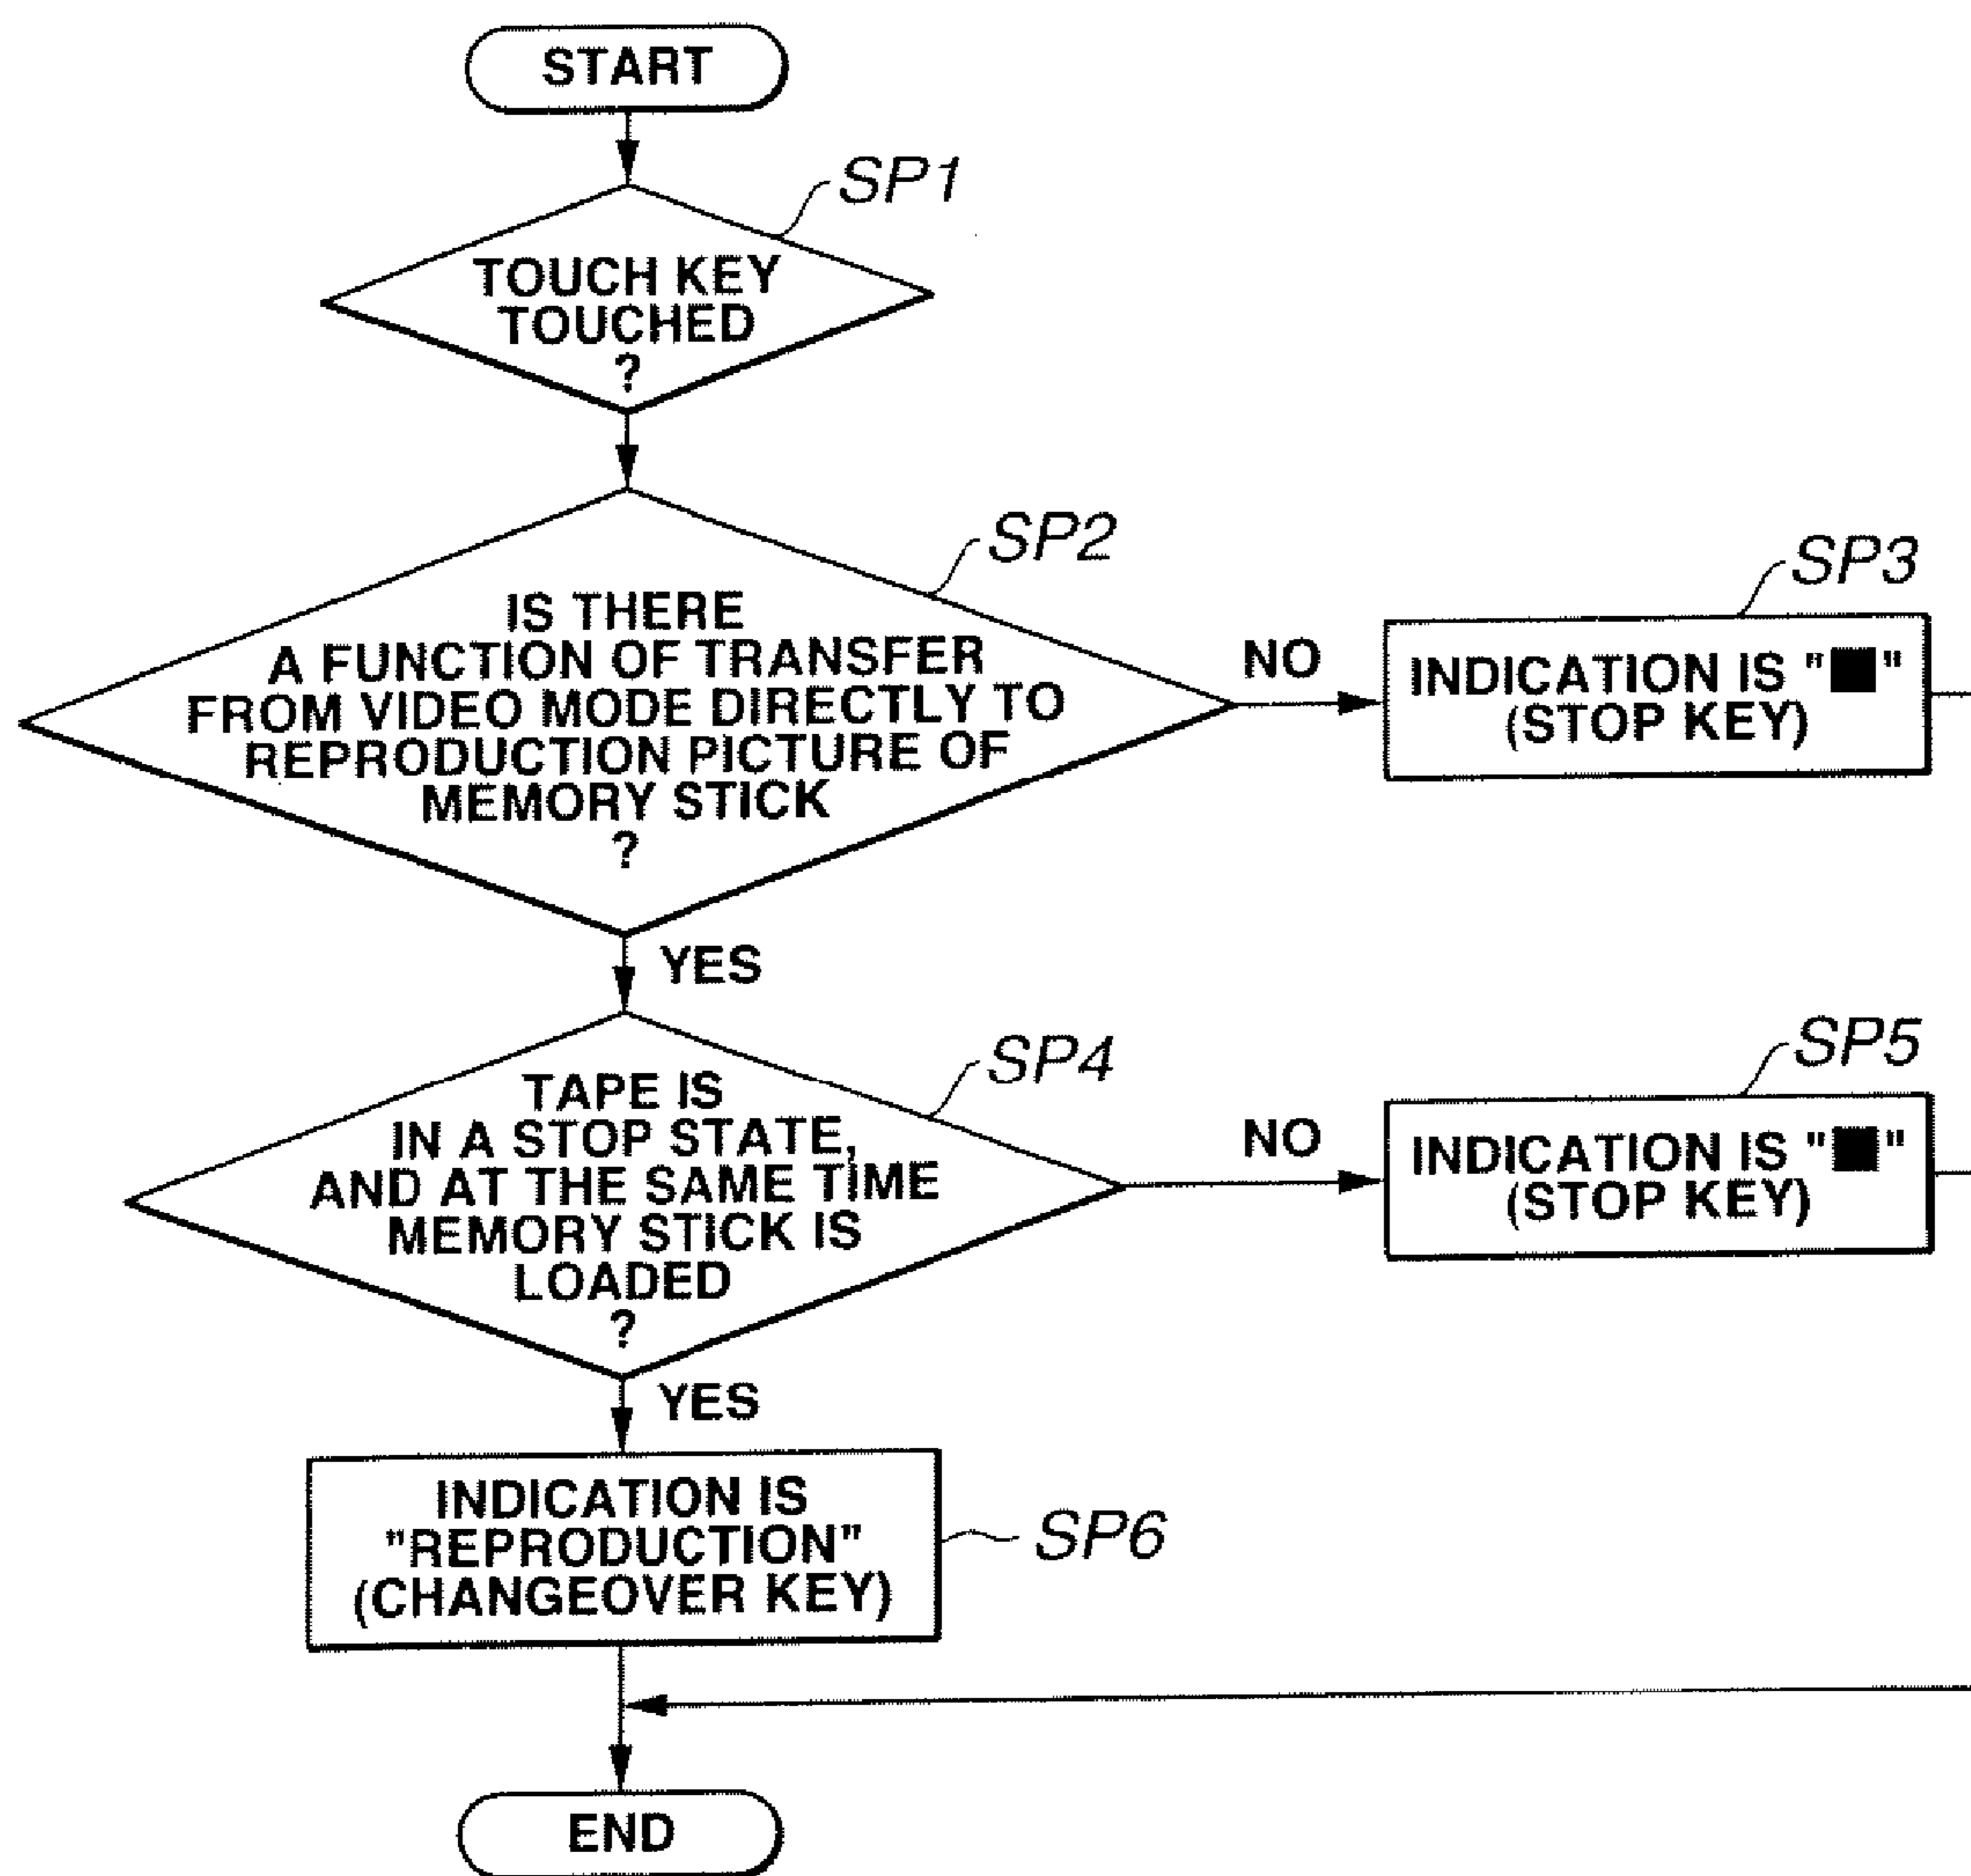 START
SP1
TOUCH KEY
TOUCHED
?
SP2
IS THERE
A FUNCTION OF TRANSFER
FROM VIDEO MODE DIRECTLY TO
REPRODUCTION PICTURE OF
MEMORY STICK
?
NO
SP3
INDICATION IS "■"
(STOP KEY)
YES
SP4
TAPE IS
IN A STOP STATE,
AND AT THE SAME TIME
MEMORY STICK IS
LOADED
?
NO
SP5
INDICATION IS "■"
(STOP KEY)
YES
INDICATION IS
"REPRODUCTION"
(CHANGEOVER KEY)
SP6
END